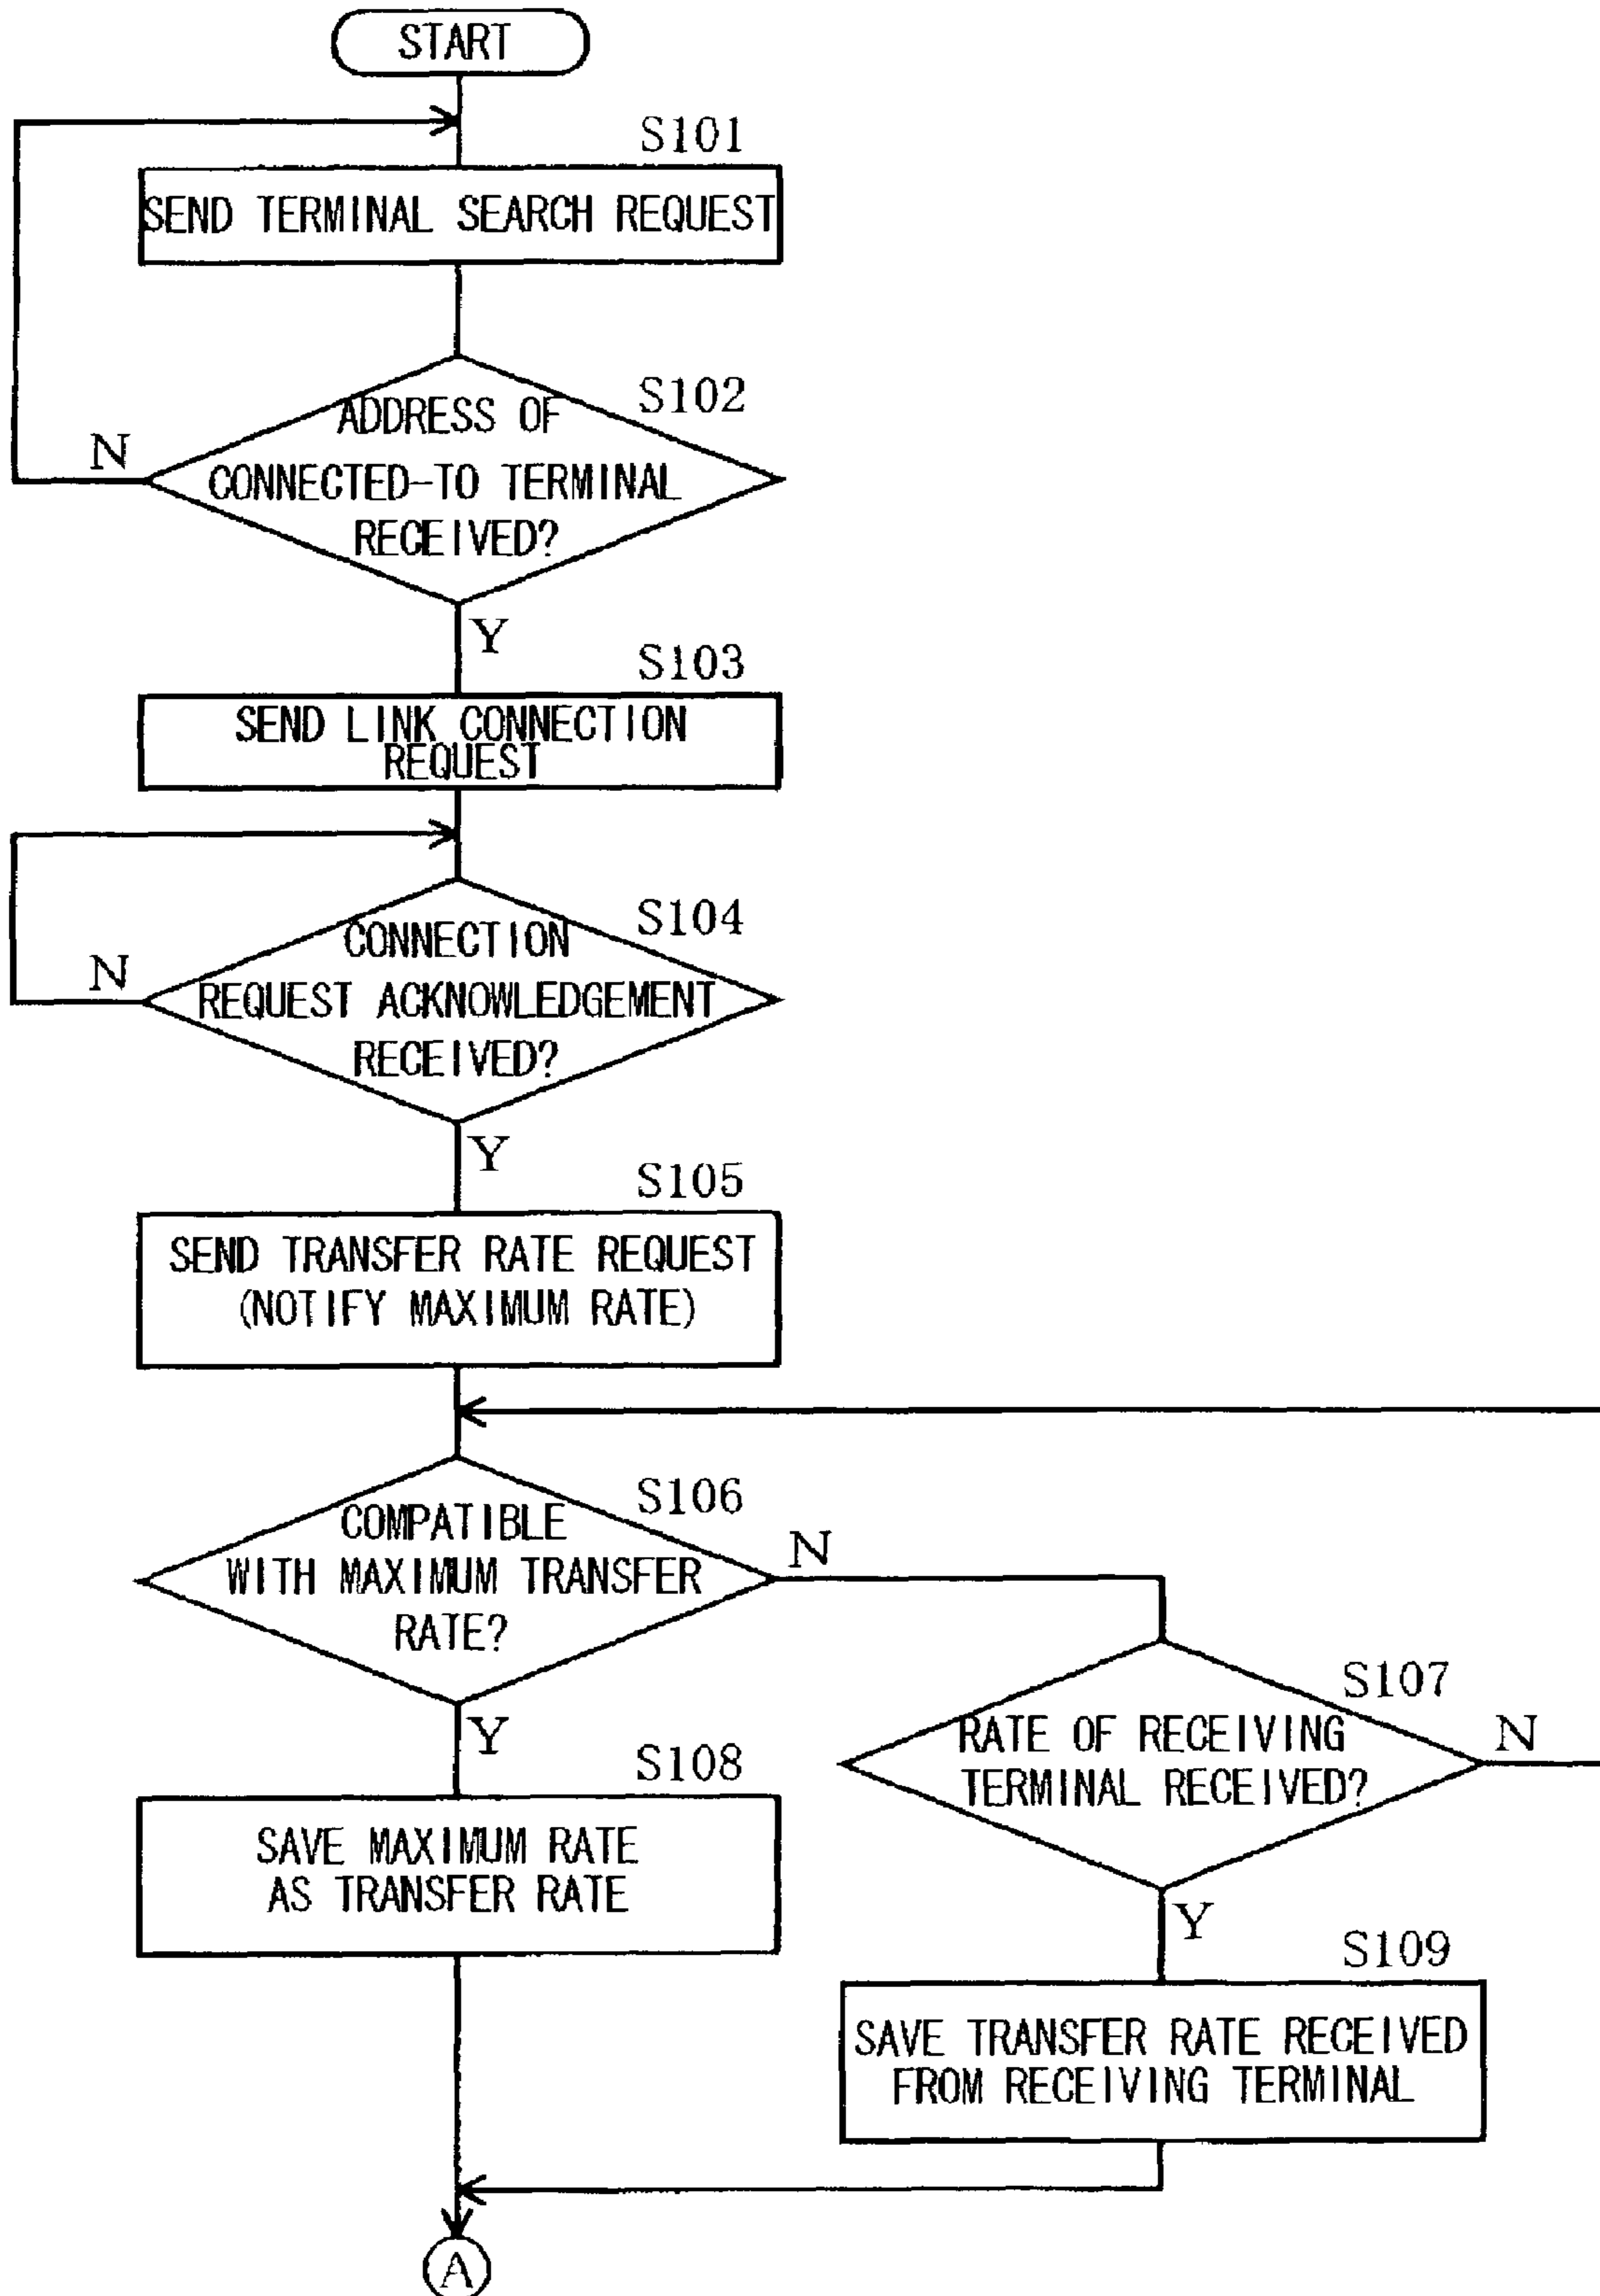 START
S101
SEND TERMINAL SEARCH REQUEST
S102
ADDRESS OF
CONNECTED-TO TERMINAL
RECEIVED?
N
Y
S103
SEND LINK CONNECTION
REQUEST
S104
CONNECTION
REQUEST ACKNOWLEDGEMENT
RECEIVED?
N
Y
S105
SEND TRANSFER RATE REQUEST
(NOTIFY MAXIMUM RATE)
S106
COMPATIBLE
WITH MAXIMUM TRANSFER
RATE?
N
Y
S107
RATE OF RECEIVING
TERMINAL RECEIVED?
N
Y
S108
SAVE MAXIMUM RATE
AS TRANSFER RATE
S109
SAVE TRANSFER RATE RECEIVED
FROM RECEIVING TERMINAL
A